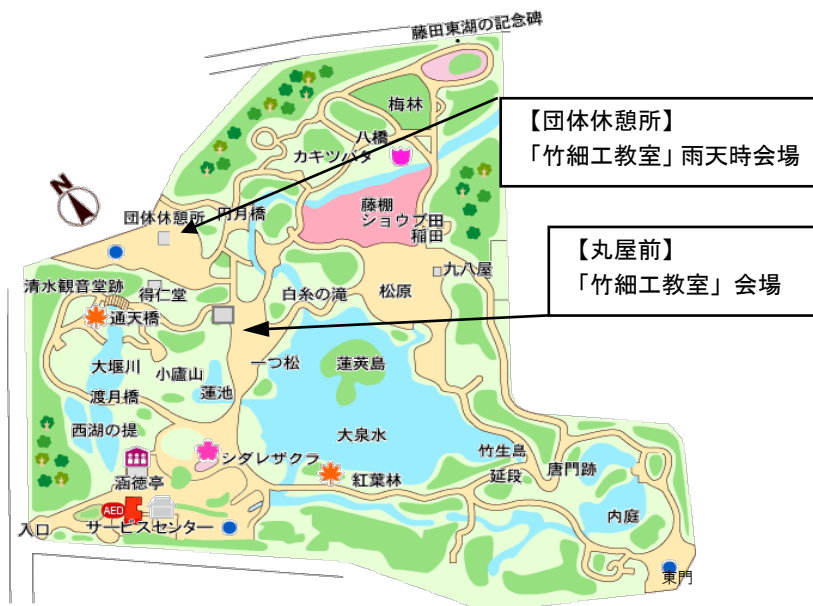 藤田東湖の記念碑
梅林
【団体休憩所】
「竹細工教室」雨天時会場
八橋
カキツバタ
N
団体休憩所
円月橋
藤棚
ショウブ田
稲田
【丸屋前】
「竹細工教室」会場
九八屋
清水観音堂跡
得仁堂
白糸の滝
松原
通天橋
大堰川
小廬山
一つ松
蓬莱島
渡月橋
蓮池
西湖の提
大泉水
シダレザクラ
竹生島
唐門跡
延段
紅葉林
涵徳亭
内庭
AED
入口
サービスセンター
東門